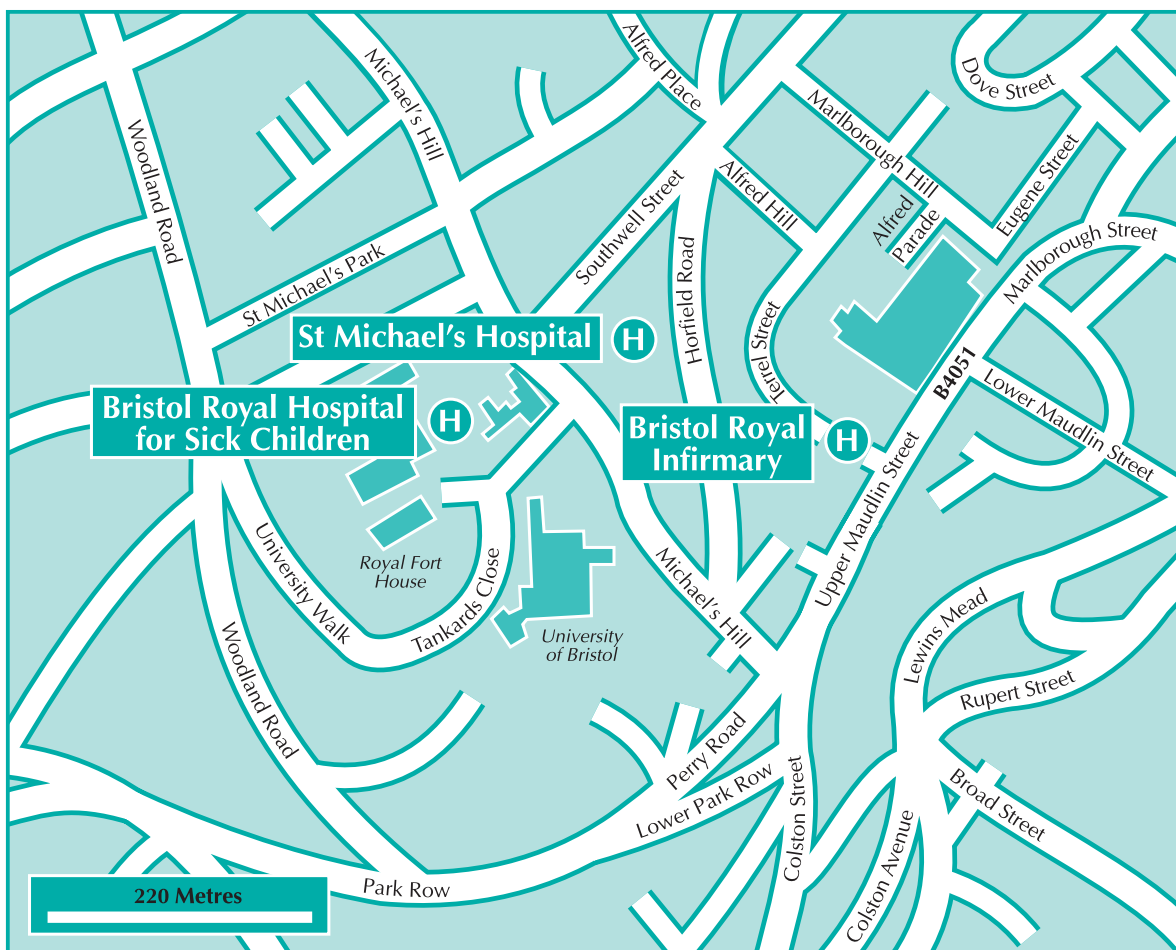 Michael's Hill
Alfred Place
Dove Street
Woodland Road
Marlborough Hill
Eugene Street
Southwell Street
Alfred Hill
Alfred
Parade
Marlborough Street
St Michael's Park
Horfield Road
Terrel Street
St Michael's Hospital
H
B4051
Lower Maudlin Street
Bristol Royal Hospital
for Sick Children
H
Bristol Royal
Infirmary
H
Upper Maudlin Street
Royal Fort
House
University Walk
Tankards Close
Michael's Hill
University
of Bristol
Lewins Mead
Rupert Street
Woodland Road
Perry Road
Lower Park Row
Colston Street
Broad Street
Colston Avenue
Park Row
220 Metres